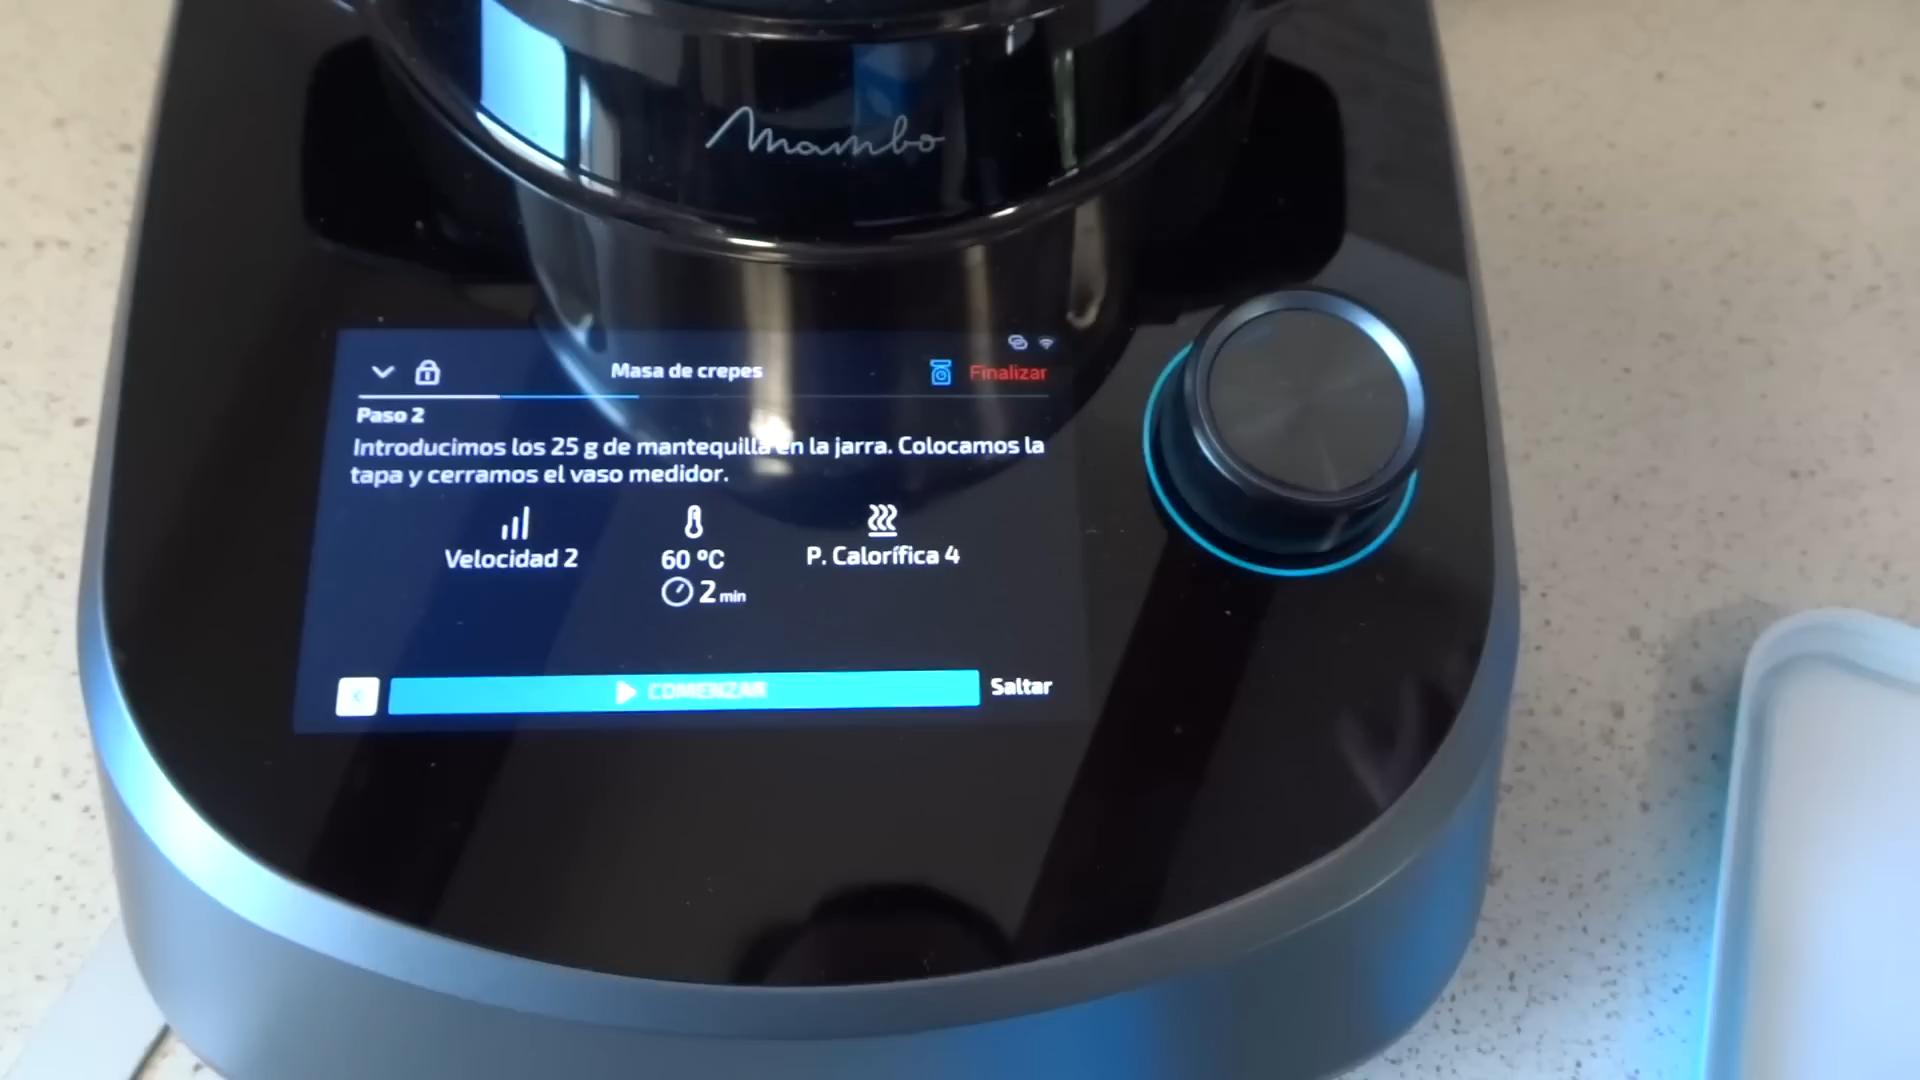 Mambo
Masa de crepes
Finalizar
Paso 2
Introducimos los 25 g de mantequilla en la jarra. Colocamos la
tapa y cerramos el vaso medidor.
Velocidad 2
60 ºC
P. Calorífica 4
2 min
COMENZAR
Saltar